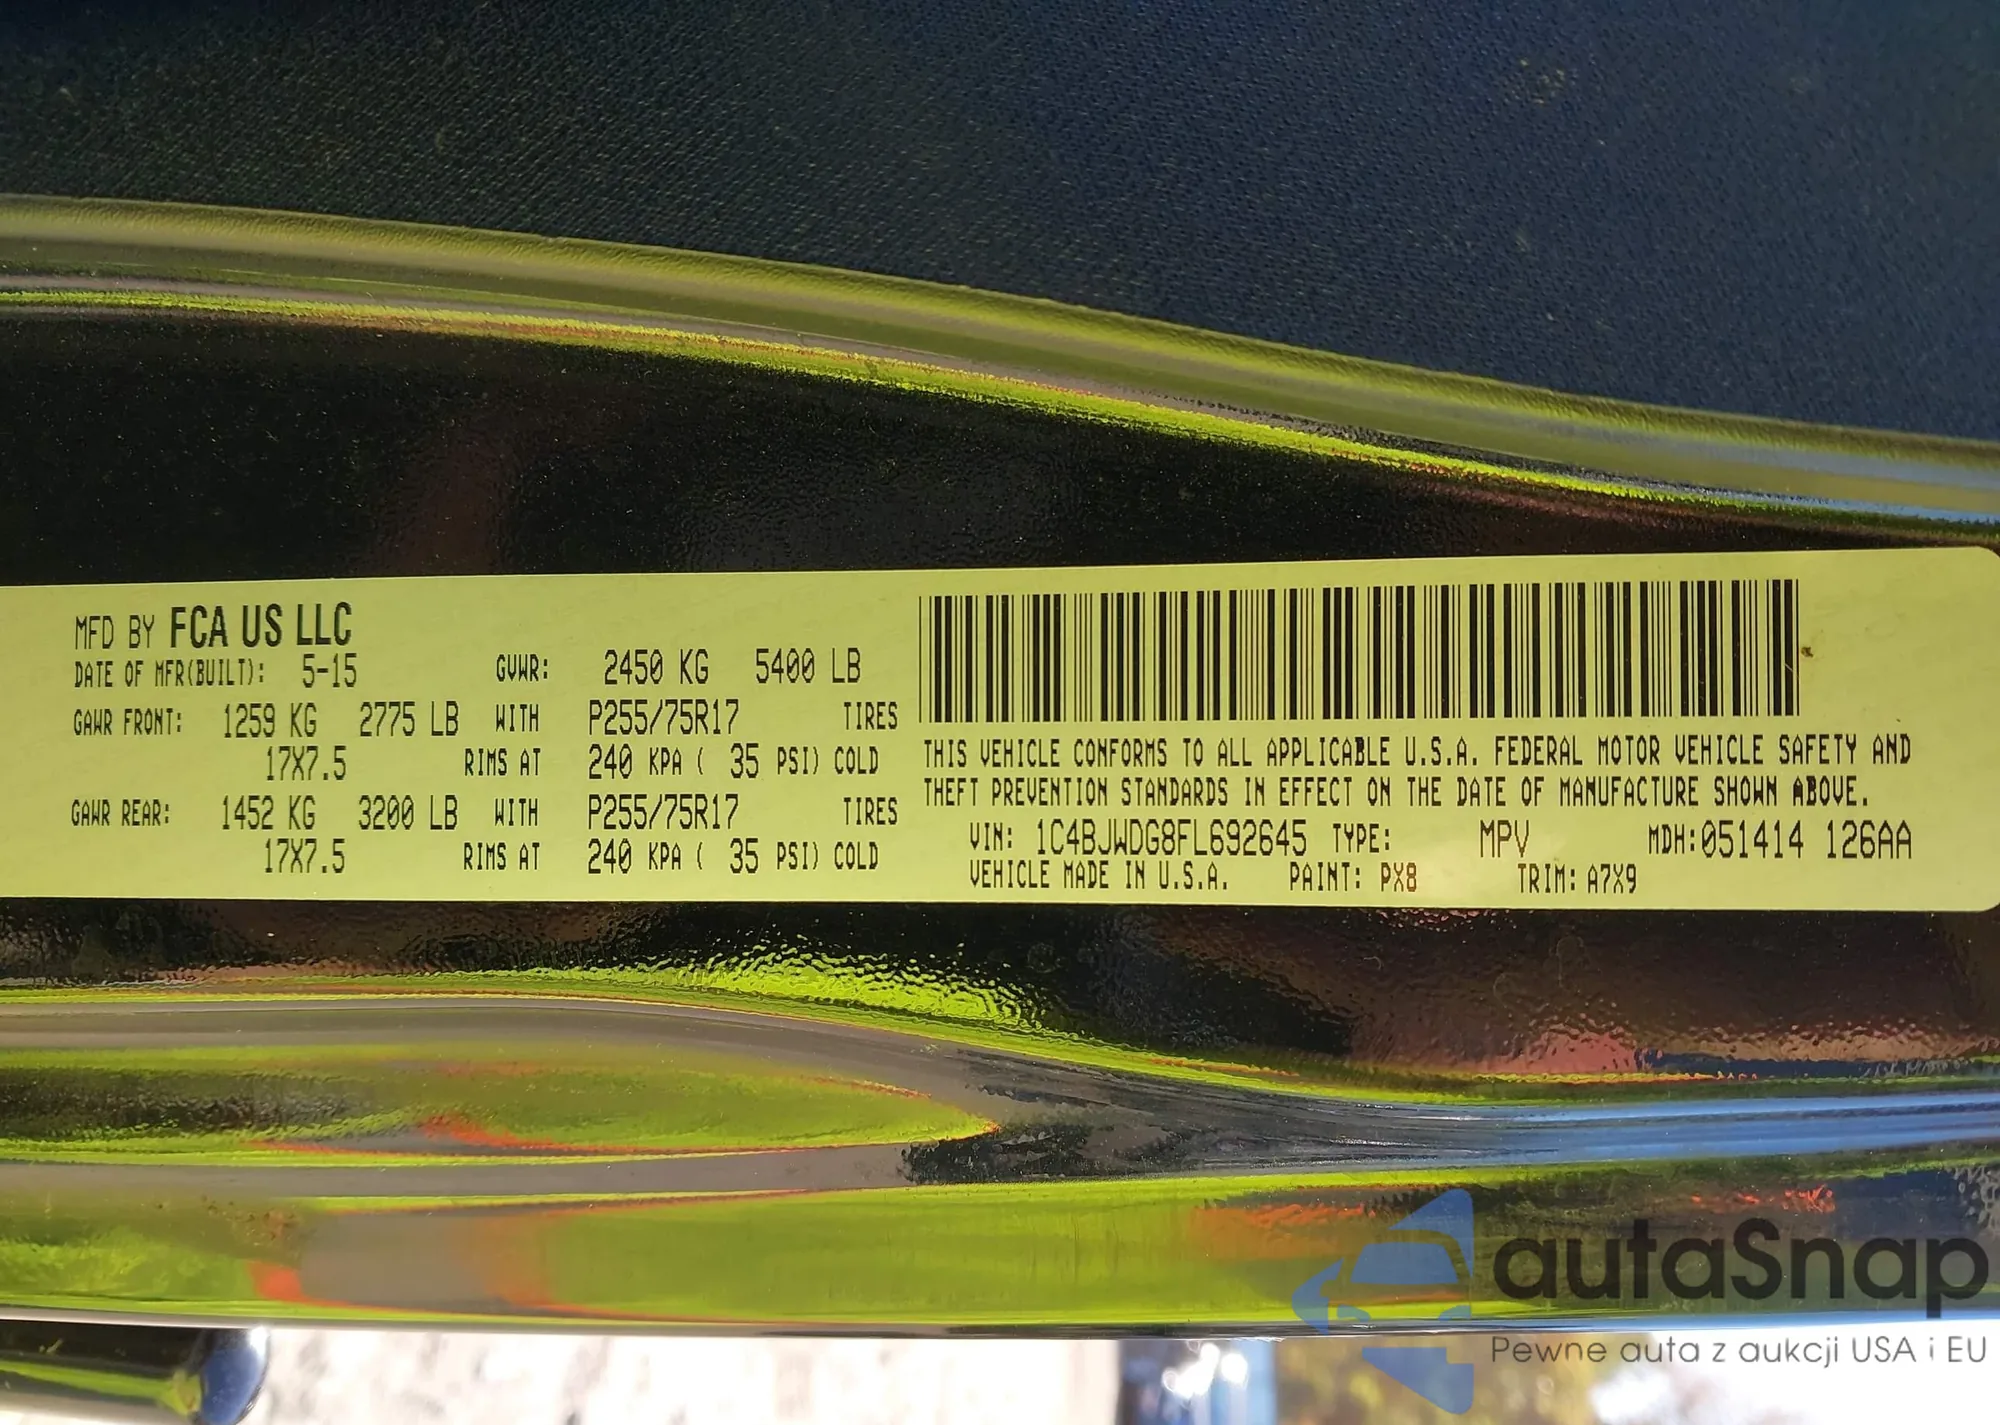 MFD BY FCA US LLC
DATE OF MFR(BUILT): 5-15 GVWR: 2450 KG 5400 LB
GAWR FRONT: 1259 KG 2775 LB WITH P255/75R17 TIRES
17X7.5 RIMS AT 240 KPA ( 35 PSI) COLD
GAWR REAR: 1452 KG 3200 LB WITH P255/75R17 TIRES
17X7.5 RIMS AT 240 KPA ( 35 PSI) COLD
THIS VEHICLE CONFORMS TO ALL APPLICABLE U.S.A. FEDERAL MOTOR VEHICLE SAFETY AND
THEFT PREVENTION STANDARDS IN EFFECT ON THE DATE OF MANUFACTURE SHOWN ABOVE.
VIN: 1C4BJWDG8FL692645 TYPE: MPV MDH:051414 126AA
VEHICLE MADE IN U.S.A. PAINT: PX8 TRIM: A7X9
autaSnap
Pewne auta z aukcji USA i EU